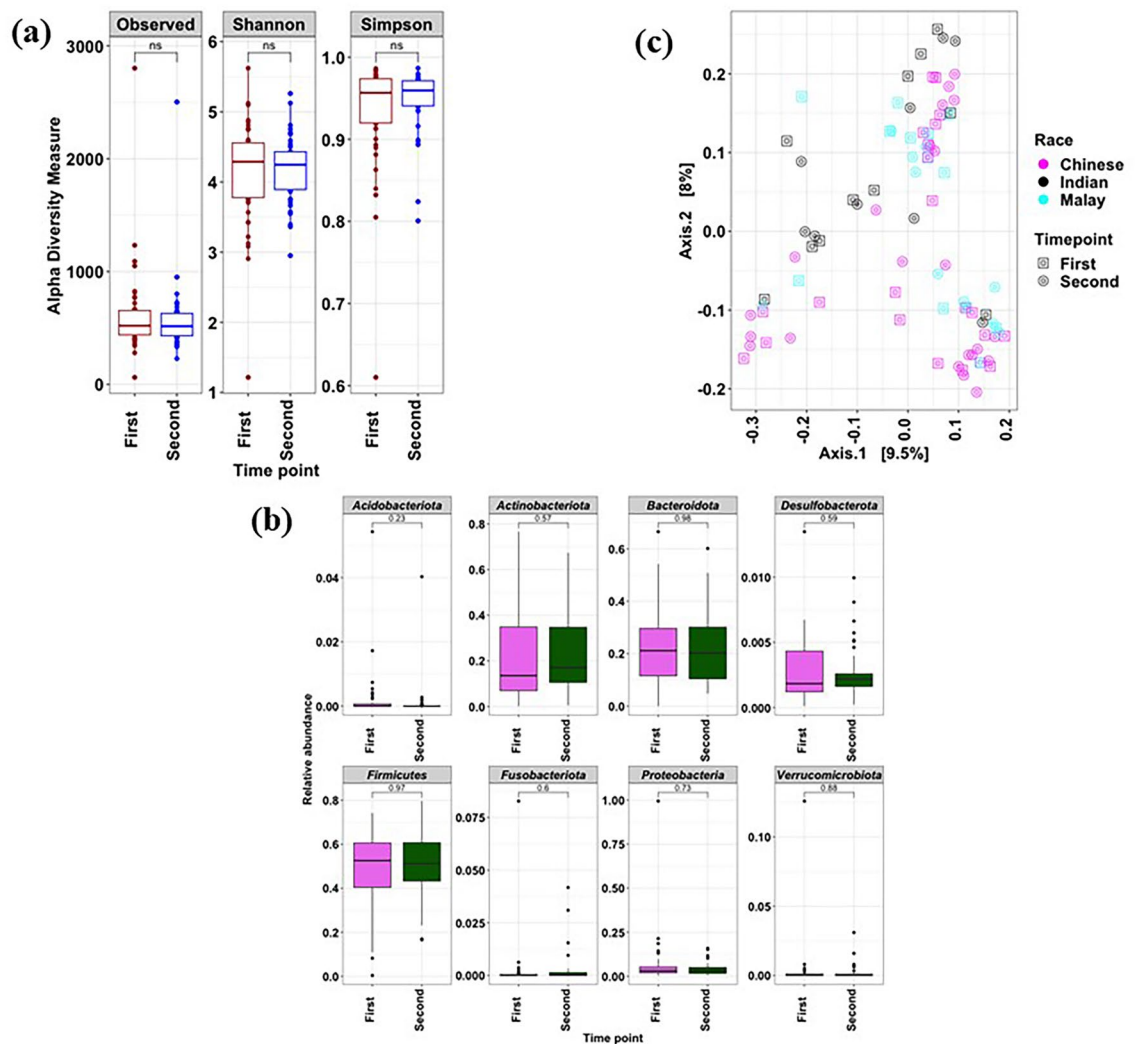 (a)
Observed Shannon Simpson
ns ns ns
3000 6 1.0
5 0.9
2000 4 0.8
1000 3 0.7
2
0 1 0.6
Alpha Diversity Measure
First Second First Second First Second
Time point
(c)
0.2
0.1
0.0
-0.1
-0.2
Axis.2 [8%]
-0.3 -0.2 -0.1 0.0 0.1 0.2
Axis.1 [9.5%]
Race
Chinese
Indian
Malay
Timepoint
First
Second
(b)
Acidobacteriota Actinobacteriota Bacteroidota Desulfobacterota
0.23 0.57 0.98 0.59
0.04 0.8 0.6 0.010
0.02 0.6 0.4 0.005
0.00 0.4 0.2 0.000
0.2 0.0
0.0
First Second First Second First Second First Second
Relative abundance
Firmicutes Fusobacteriota Proteobacteria Verrucomicrobiota
0.97 0.6 0.73 0.88
0.8 0.075 1.00 0.10
0.6 0.050 0.75 0.05
0.4 0.025 0.50 0.00
0.2 0.000 0.25
0.0 0.00
First Second First Second First Second First Second
Time point